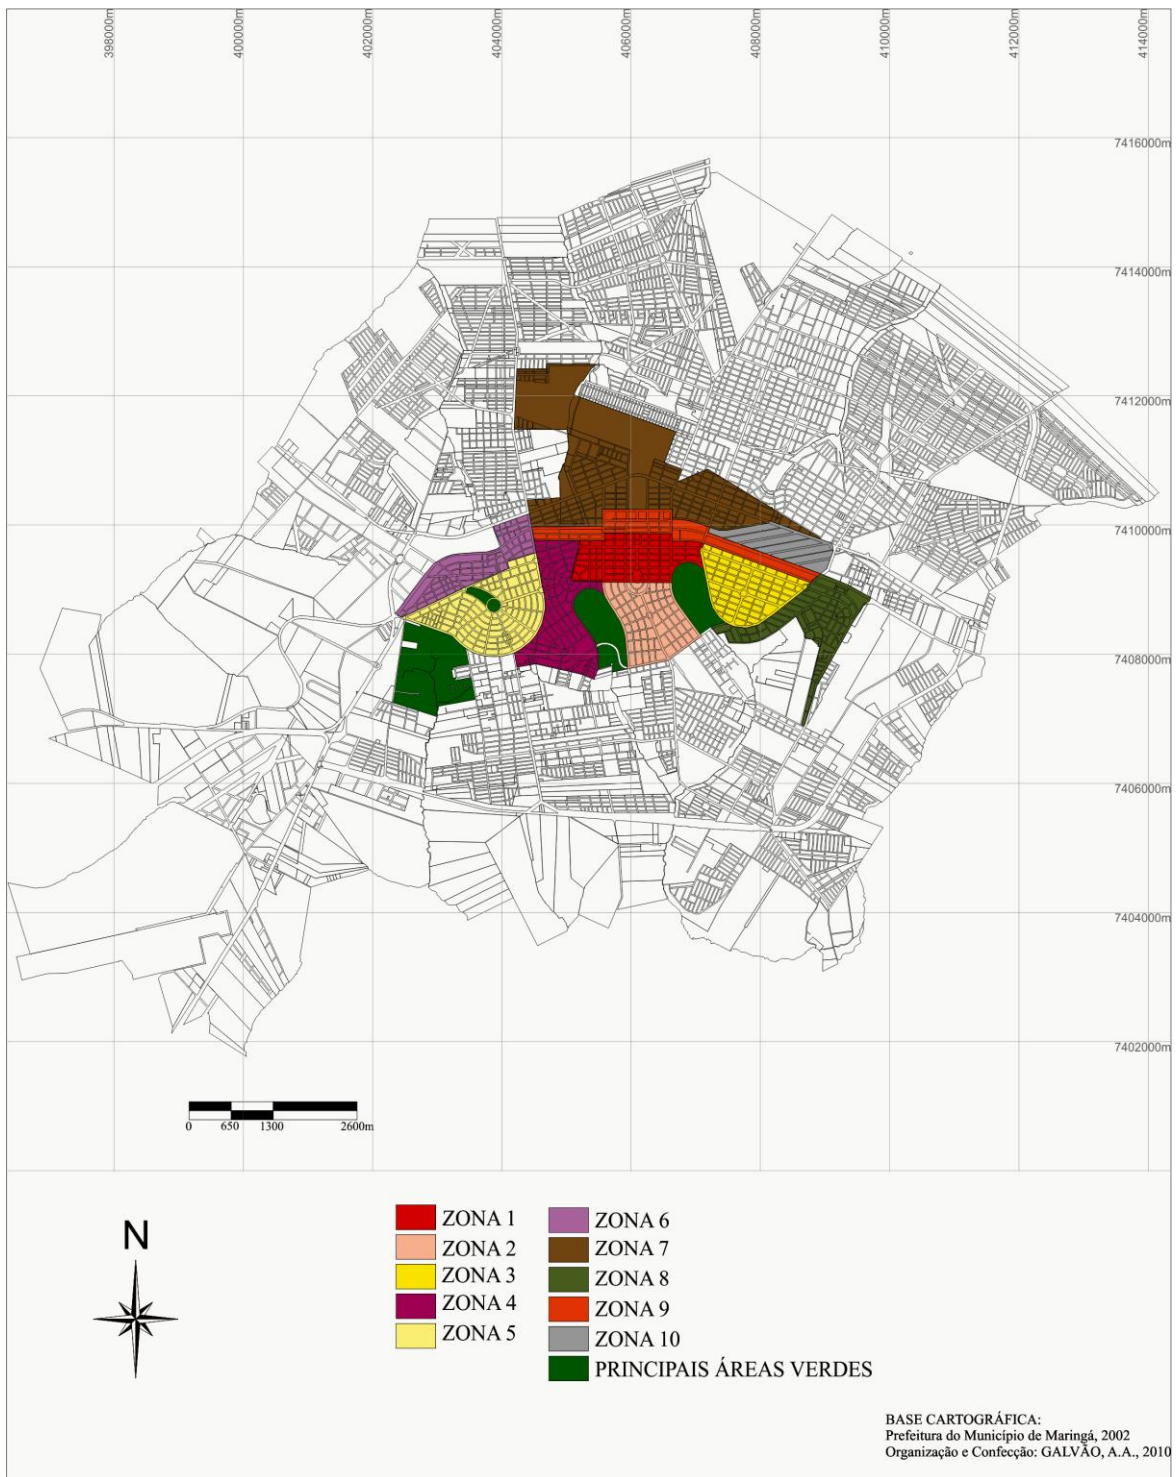 398000m
400000m
402000m
404000m
406000m
408000m
410000m
412000m
414000m
7416000m
7414000m
7412000m
7410000m
7408000m
7406000m
7404000m
7402000m
0 650 1300 2600m
N
ZONA 1
ZONA 2
ZONA 3
ZONA 4
ZONA 5
ZONA 6
ZONA 7
ZONA 8
ZONA 9
ZONA 10
PRINCIPAIS ÁREAS VERDES
BASE CARTOGRÁFICA:
Prefeitura do Município de Maringá, 2002
Organização e Confecção: GALVÃO, A.A., 2010